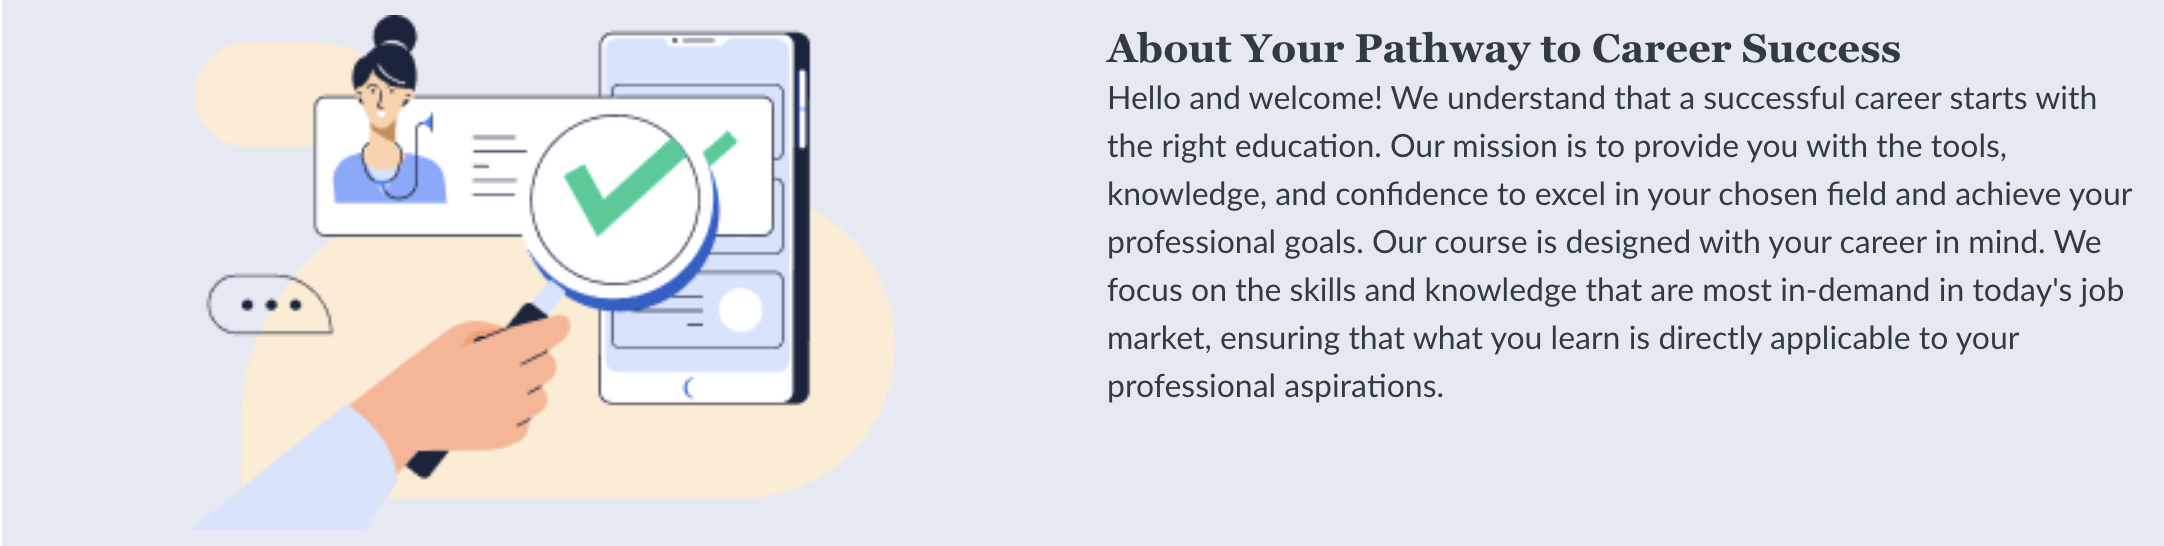 About Your Pathway to Career Success
Hello and welcome! We understand that a successful career starts with
the right education. Our mission is to provide you with the tools,
knowledge, and confidence to excel in your chosen field and achieve your
professional goals. Our course is designed with your career in mind. We
focus on the skills and knowledge that are most in-demand in today's job
market, ensuring that what you learn is directly applicable to your
professional aspirations.